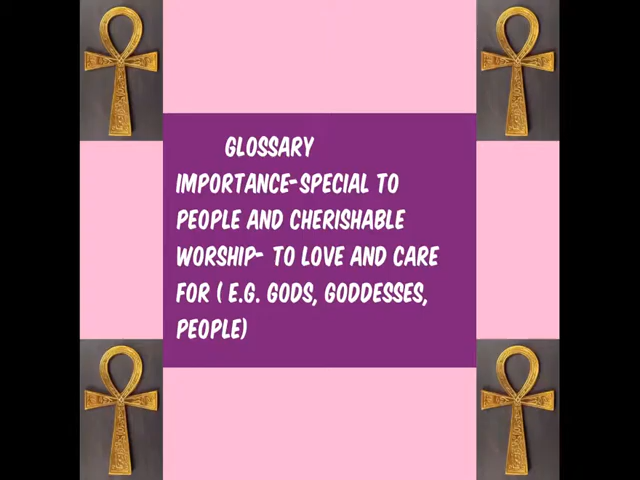 GLOSSARY
IMPORTANCE-SPECIAL TO
PEOPLE AND CHERISHABLE
WORSHIP- TO LOVE AND CARE
FOR ( E.G. GODS, GODDESSES,
PEOPLE)